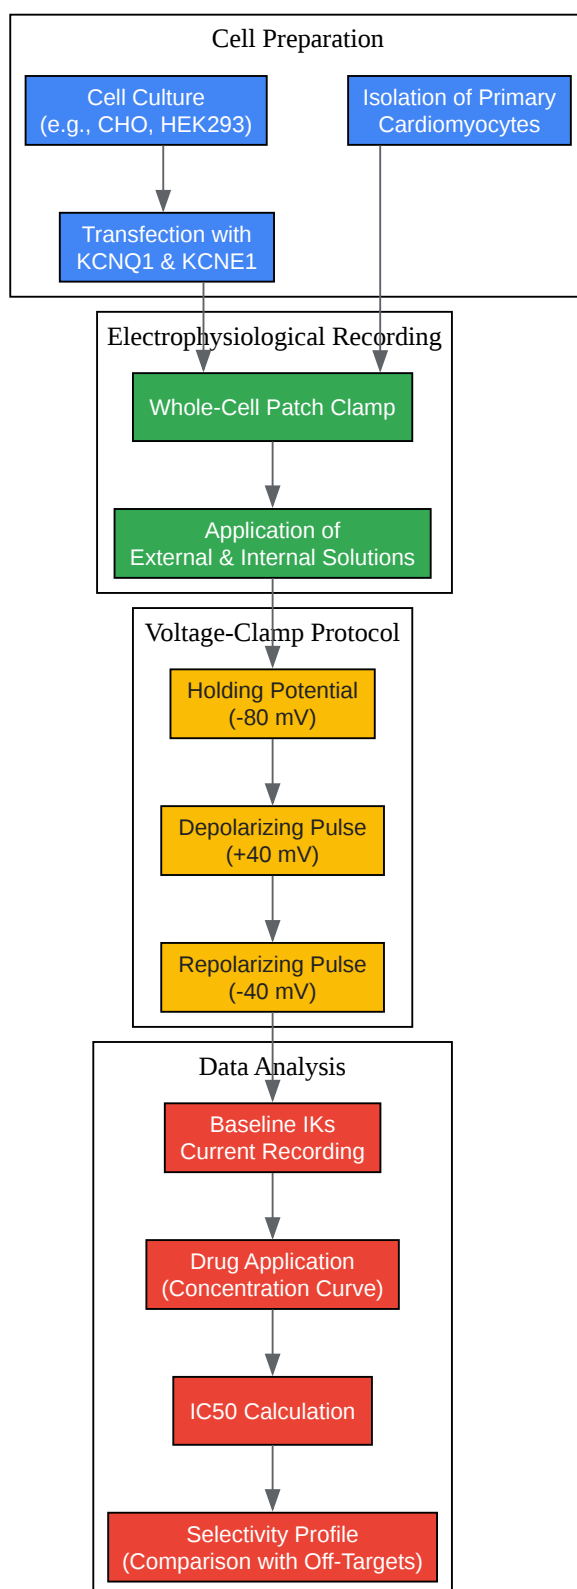 Cell Preparation
Cell Culture
(e.g., CHO, HEK293)
Isolation of Primary
Cardiomyocytes
Transfection with
KCNQ1 & KCNE1
Electrophysiological Recording
Whole-Cell Patch Clamp
Application of
External & Internal Solutions
Voltage-Clamp Protocol
Holding Potential
(-80 mV)
Depolarizing Pulse
(+40 mV)
Repolarizing Pulse
(-40 mV)
Data Analysis
Baseline IKs
Current Recording
Drug Application
(Concentration Curve)
IC50 Calculation
Selectivity Profile
(Comparison with Off-Targets)